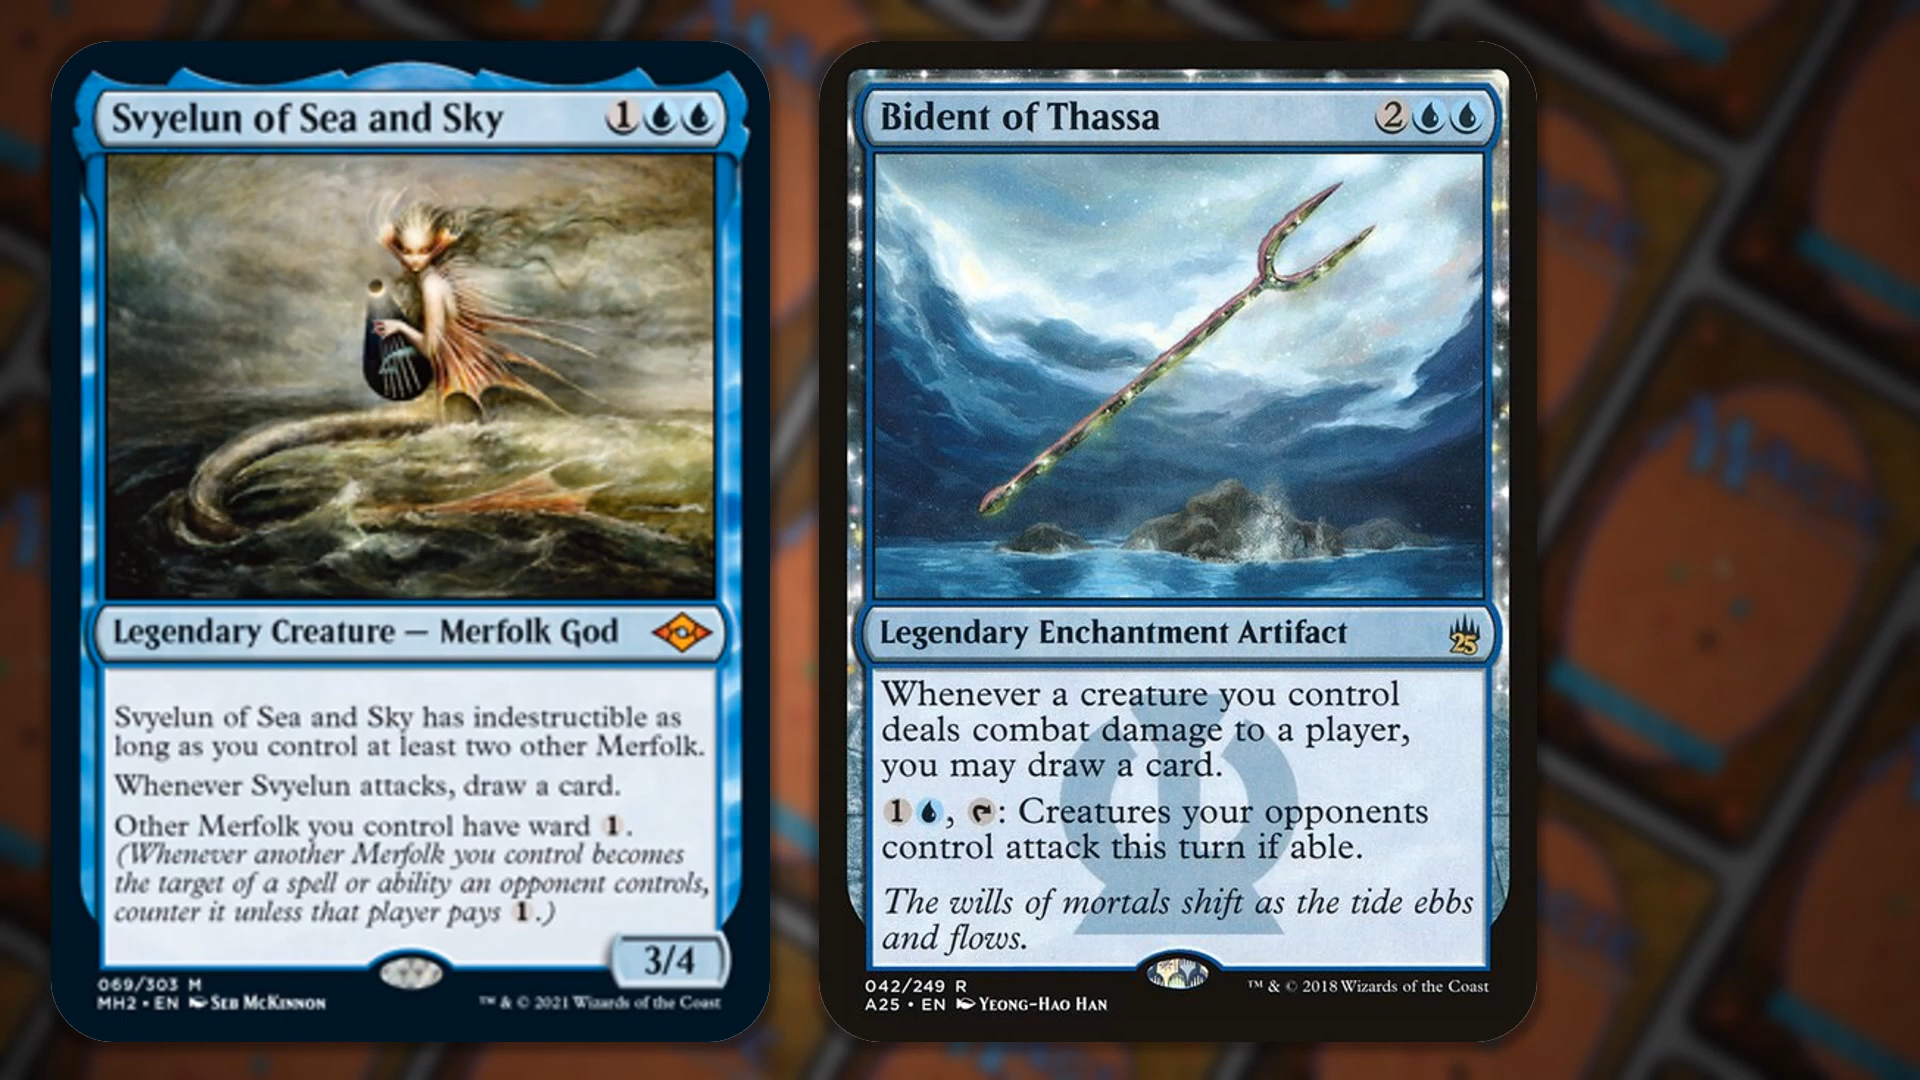 Svyelun of Sea and Sky 1
Legendary Creature — Merfolk God
Svyelun of Sea and Sky has indestructible as
long as you control at least two other Merfolk.
Whenever Svyelun attacks, draw a card.
Other Merfolk you control have ward 1.
(Whenever another Merfolk you control becomes
the target of a spell or ability an opponent controls,
counter it unless that player pays 1.)
3/4
069/303 M
MH2 • EN SEB MCKINNON
™ & © 2021 Wizards of the Coast
Bident of Thassa 2
Legendary Enchantment Artifact
25
Whenever a creature you control
deals combat damage to a player,
you may draw a card.
1, : Creatures your opponents
control attack this turn if able.
The wills of mortals shift as the tide ebbs
and flows.
042/249 R
A25 • EN YEONG-HAO HAN
™ & © 2018 Wizards of the Coast